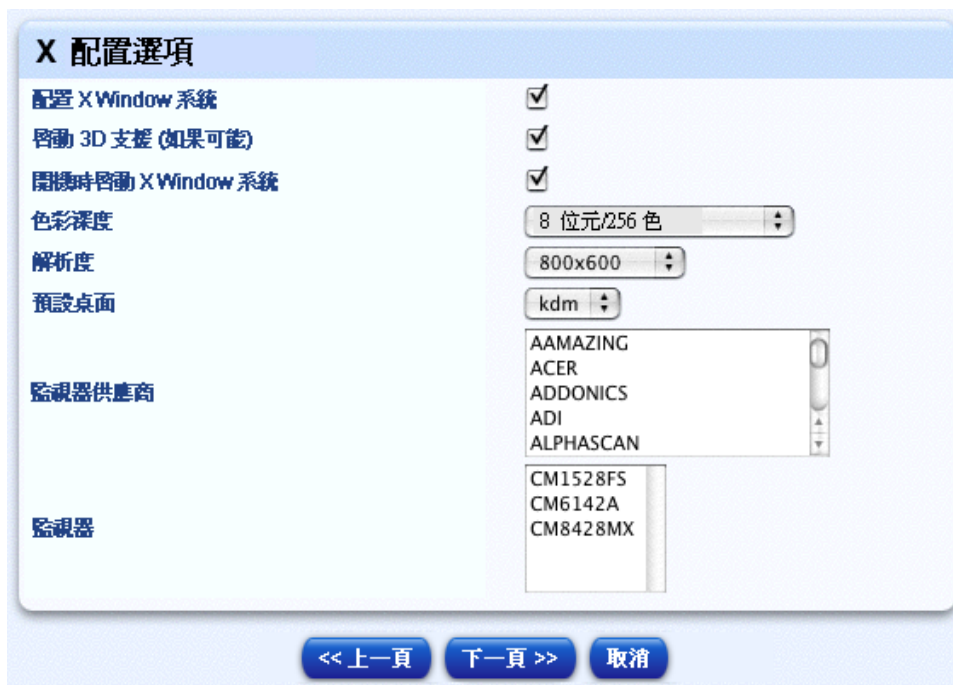 X 配置選項
配置 X Window 系統
啓動 3D 支援 (如果可能)
開機時啓動 X Window 系統
色彩深度
8 位元/256 色
解析度
800x600
預設桌面
kdm
監視器供應商
AAMAZING
ACER
ADDONICS
ADI
ALPHASCAN
監視器
CM1528FS
CM6142A
CM8428MX
<< 上一頁
下一頁 >>
取消